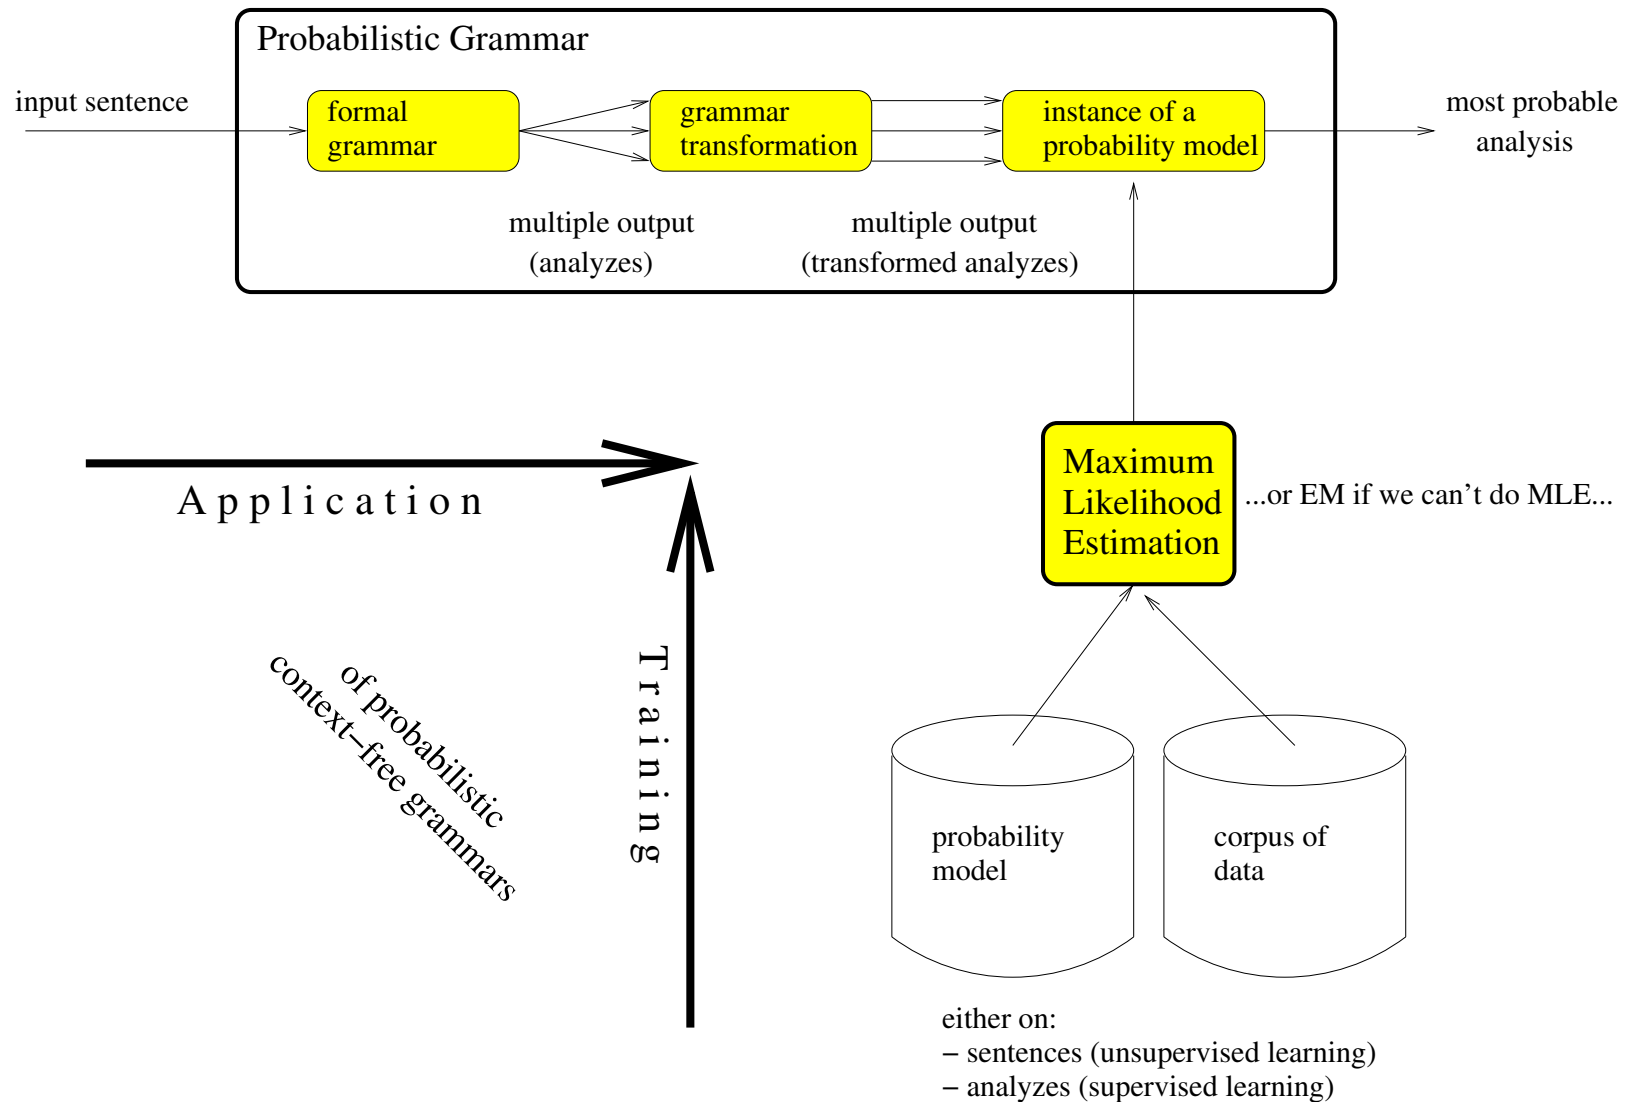 Probabilistic Grammar
input sentence
formal
grammar
grammar
transformation
instance of a
probability model
most probable
analysis
multiple output
(analyzes)
multiple output
(transformed analyzes)
Application
Maximum
Likelihood
Estimation
...or EM if we can't do MLE...
Training
of probabilistic
context−free grammars
probability
model
corpus of
data
either on:
− sentences (unsupervised learning)
− analyzes (supervised learning)